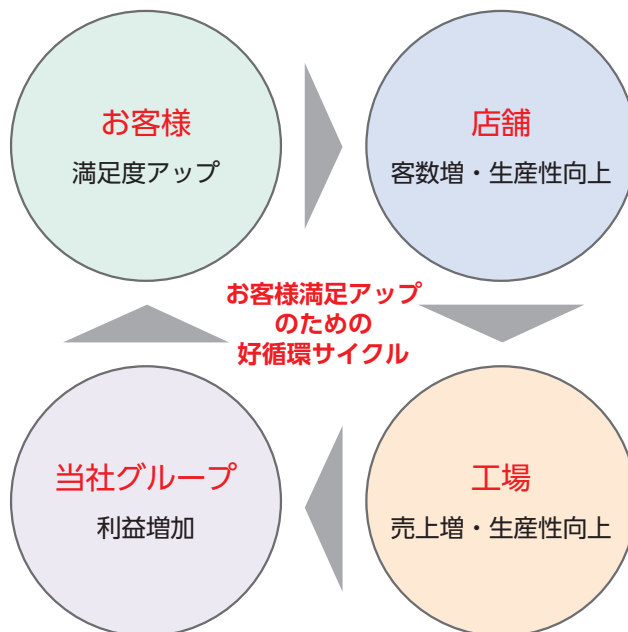 お客様
満足度アップ
店舗
客数増・生産性向上
お客様満足アップ
のための
好循環サイクル
当社グループ
利益増加
工場
売上増・生産性向上